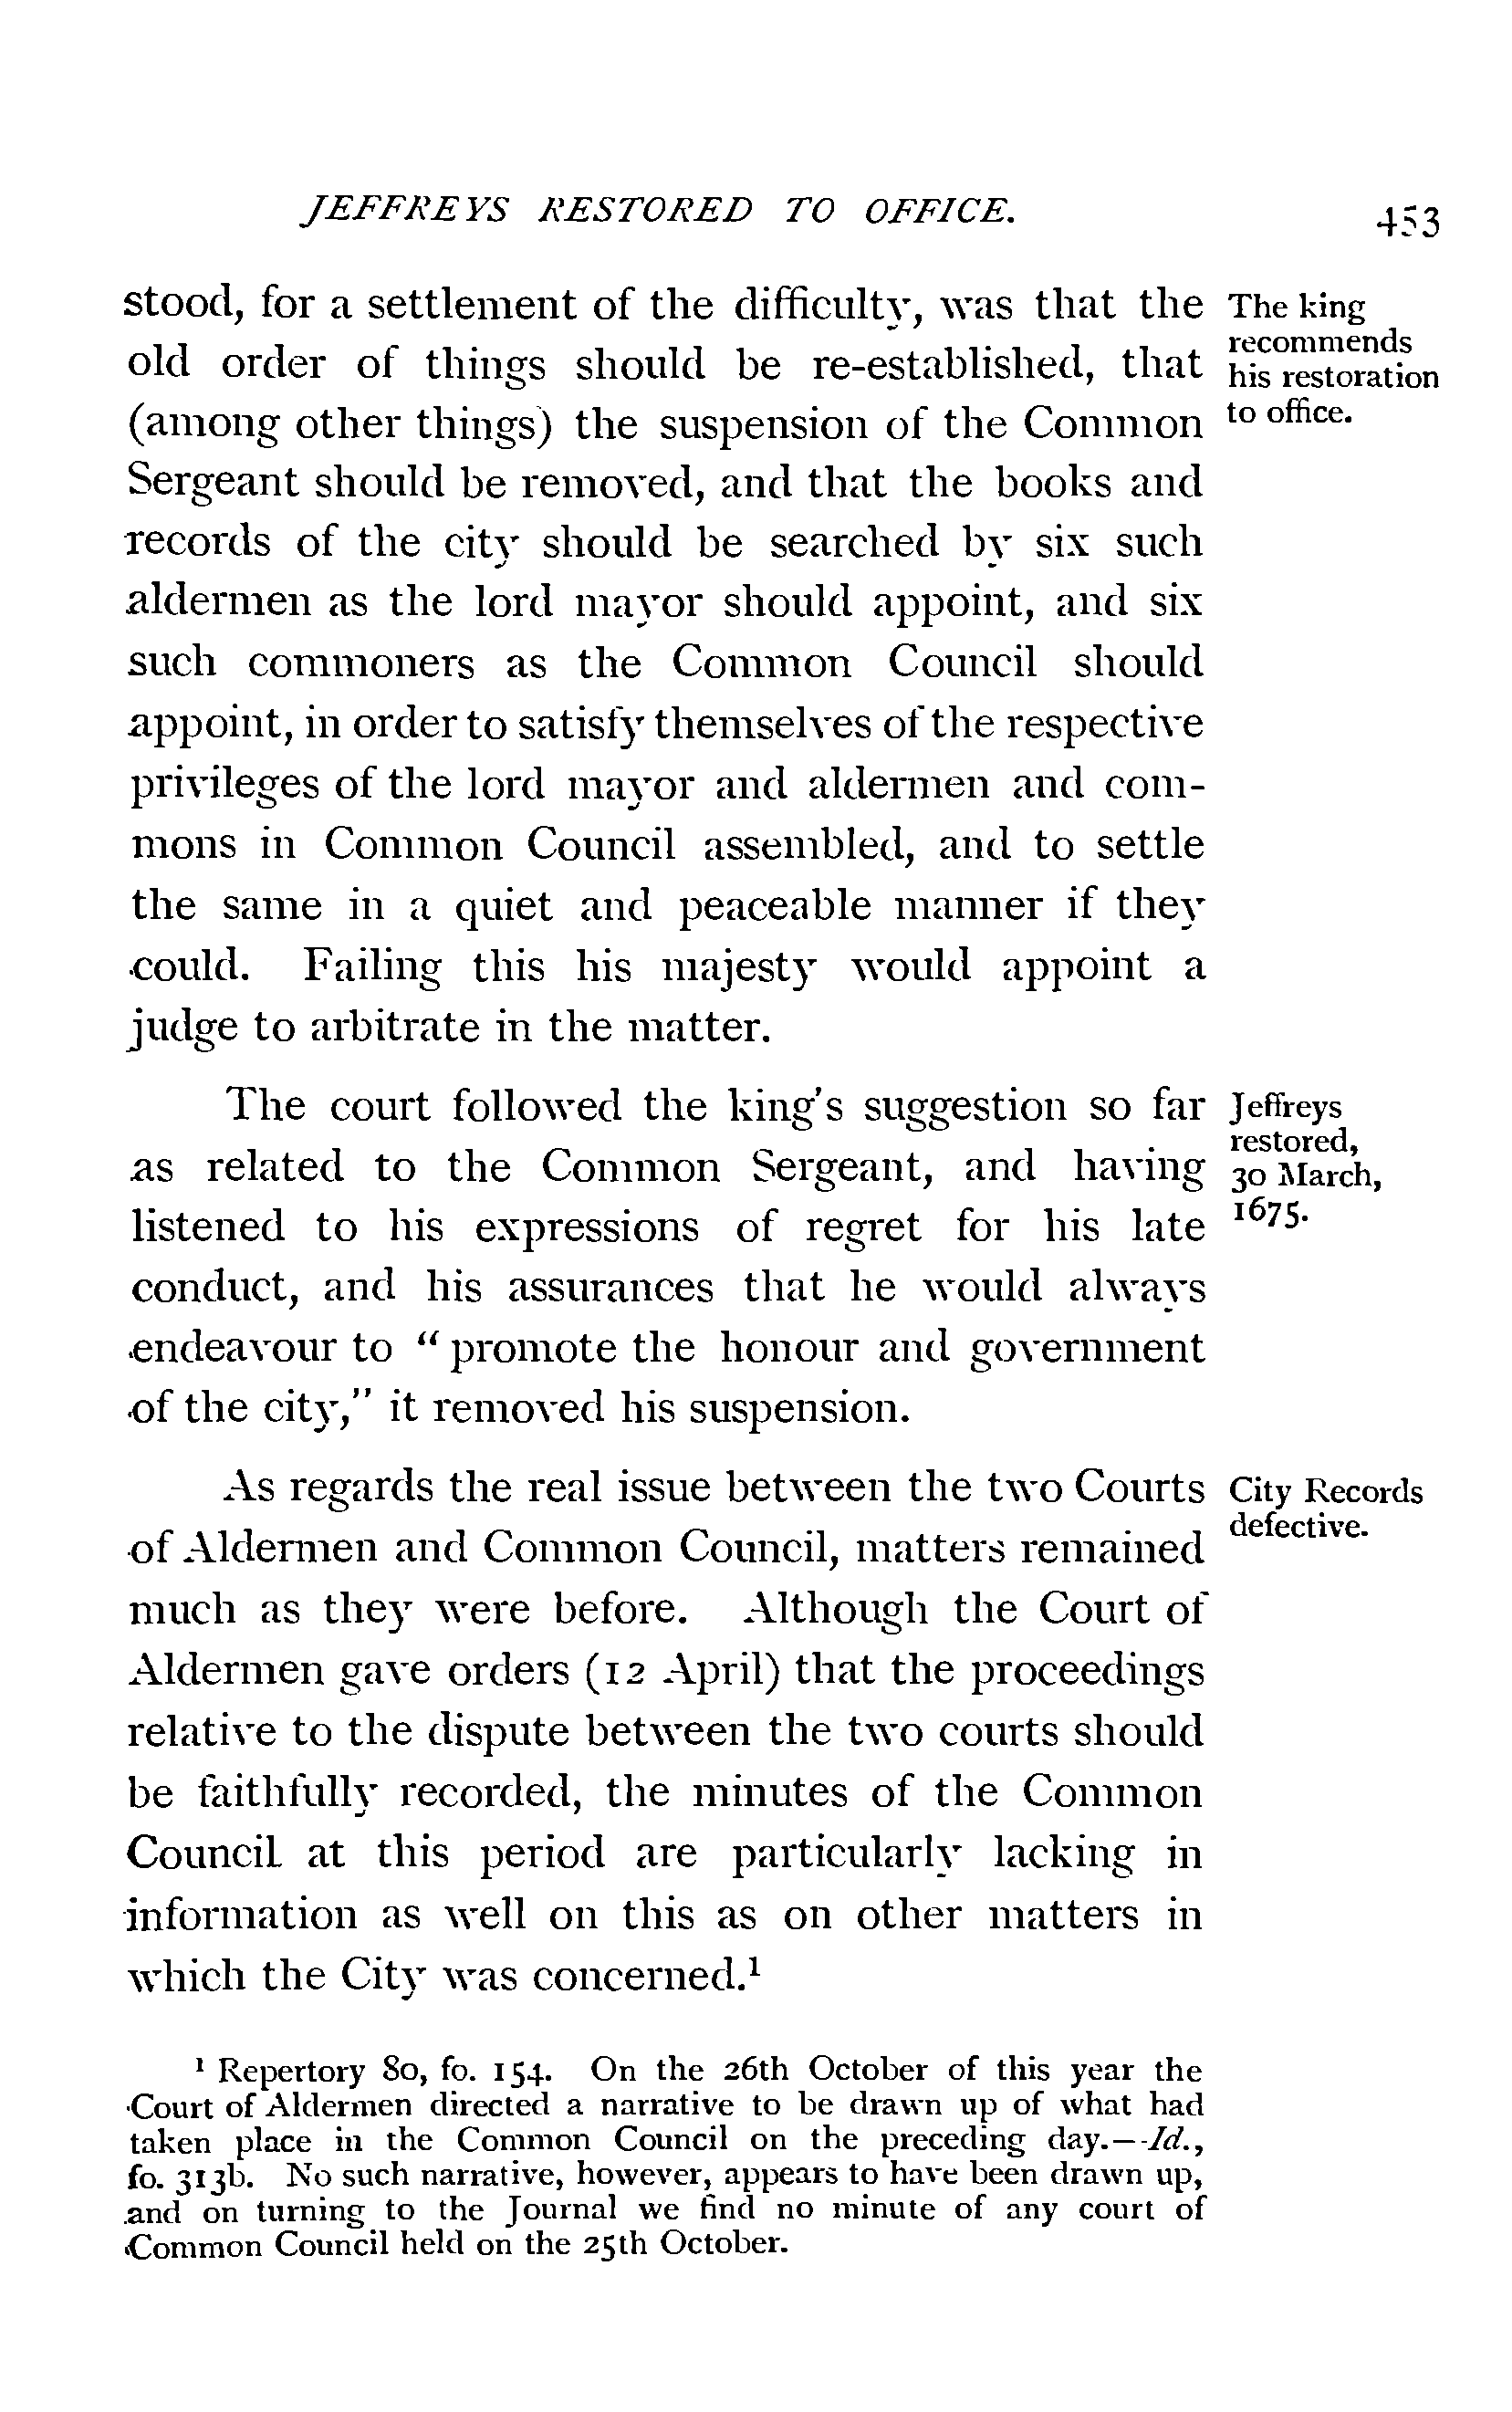 JEFFREYS RESTORED TO OFFICE.
453
stood, for a settlement of the difficulty, was that the
old order of things should be re-established, that
(among other things) the suspension of the Common
Sergeant should be removed, and that the books and
records of the city should be searched by six such
aldermen as the lord mayor should appoint, and six
such commoners as the Common Council should
appoint, in order to satisfy themselves of the respective
privileges of the lord mayor and aldermen and com-
mons in Common Council assembled, and to settle
the same in a quiet and peaceable manner if they
could. Failing this his majesty would appoint a
judge to arbitrate in the matter.
The king
recommends
his restoration
to office.
The court followed the king's suggestion so far
as related to the Common Sergeant, and having
listened to his expressions of regret for his late
conduct, and his assurances that he would always
endeavour to "promote the honour and government
of the city," it removed his suspension.
Jeffreys
restored,
30 March,
1675.
As regards the real issue between the two Courts
of Aldermen and Common Council, matters remained
much as they were before. Although the Court of
Aldermen gave orders (12 April) that the proceedings
relative to the dispute between the two courts should
be faithfully recorded, the minutes of the Common
Council at this period are particularly lacking in
information as well on this as on other matters in
which the City was concerned.¹
City Records
defective.
¹ Repertory 80, fo. 154. On the 26th October of this year the
Court of Aldermen directed a narrative to be drawn up of what had
taken place in the Common Council on the preceding day.—Id.,
fo. 313b. No such narrative, however, appears to have been drawn up,
and on turning to the Journal we find no minute of any court of
Common Council held on the 25th October.